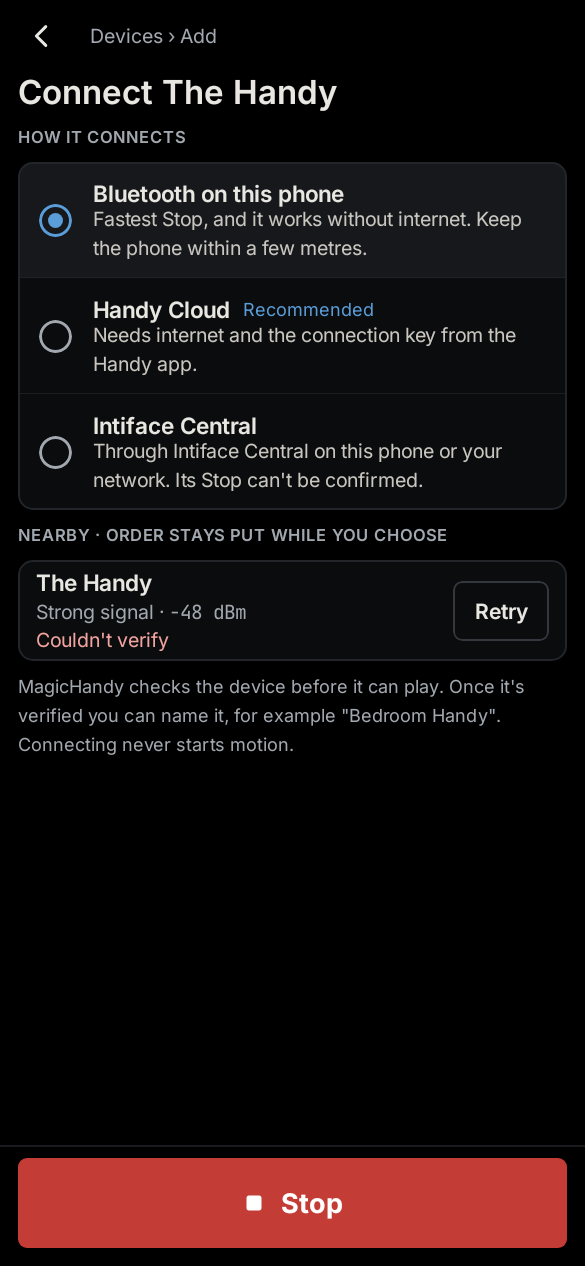 Devices › Add
Connect The Handy
HOW IT CONNECTS
Bluetooth on this phone
Fastest Stop, and it works without internet. Keep
the phone within a few metres.
Handy Cloud Recommended
Needs internet and the connection key from the
Handy app.
Intiface Central
Through Intiface Central on this phone or your
network. Its Stop can't be confirmed.
NEARBY · ORDER STAYS PUT WHILE YOU CHOOSE
The Handy
Strong signal · -48 dBm
Couldn't verify
Retry
MagicHandy checks the device before it can play. Once it's
verified you can name it, for example "Bedroom Handy".
Connecting never starts motion.
Stop